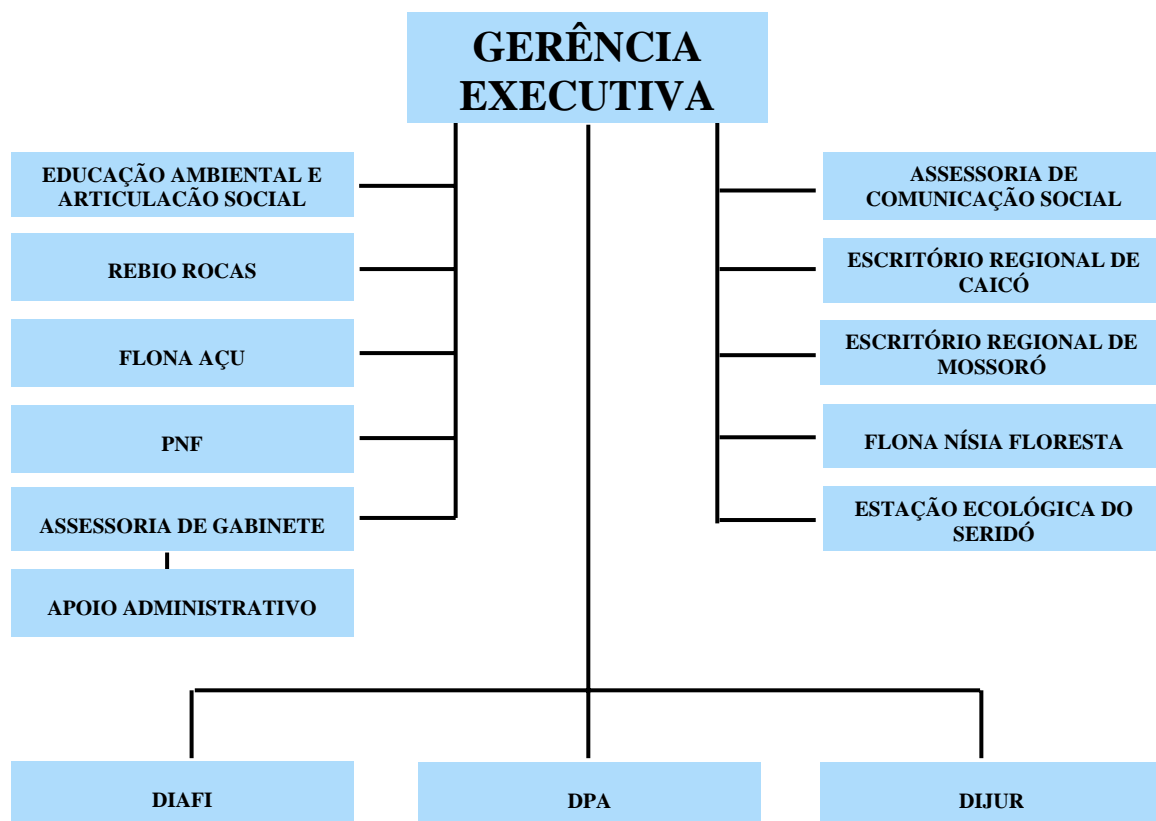 GERÊNCIA
EXECUTIVA
EDUCAÇÃO AMBIENTAL E
ARTICULACÃO SOCIAL
REBIO ROCAS
FLONA AÇU
PNF
ASSESSORIA DE GABINETE
APOIO ADMINISTRATIVO
ASSESSORIA DE
COMUNICAÇÃO SOCIAL
ESCRITÓRIO REGIONAL DE
CAICÓ
ESCRITÓRIO REGIONAL DE
MOSSORÓ
FLONA NÍSIA FLORESTA
ESTAÇÃO ECOLÓGICA DO
SERIDÓ
DIAFI
DPA
DIJUR